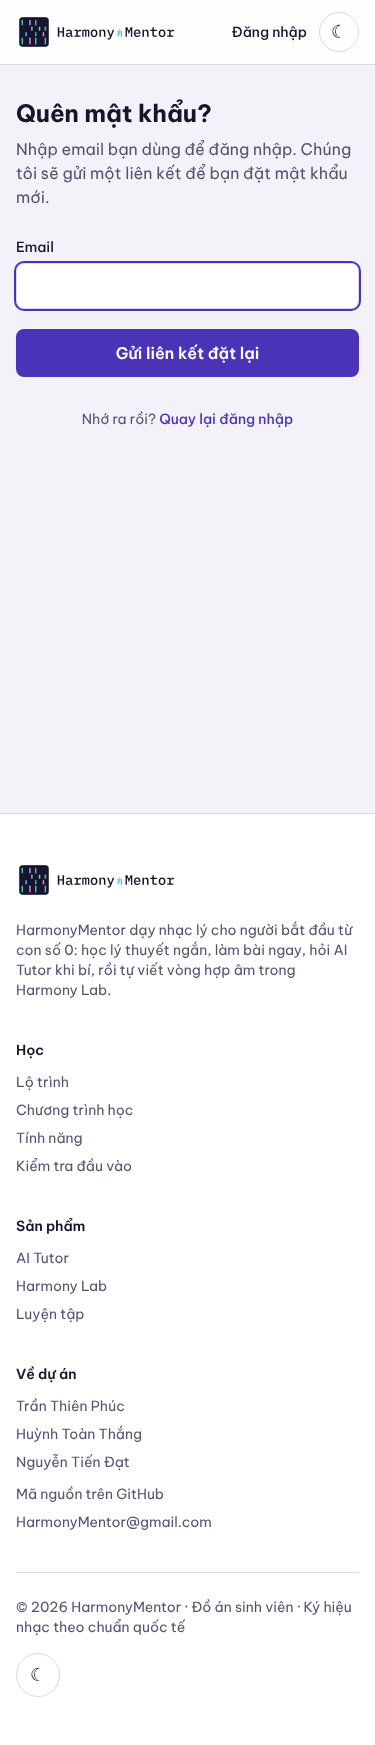 HarmonyMentor
Đăng nhập
Quên mật khẩu?
Nhập email bạn dùng để đăng nhập. Chúng
tôi sẽ gửi một liên kết để bạn đặt mật khẩu
mới.
Email
Gửi liên kết đặt lại
Nhớ ra rồi? Quay lại đăng nhập
HarmonyMentor
HarmonyMentor dạy nhạc lý cho người bắt đầu từ
con số 0: học lý thuyết ngắn, làm bài ngay, hỏi AI
Tutor khi bí, rồi tự viết vòng hợp âm trong
Harmony Lab.
Học
Lộ trình
Chương trình học
Tính năng
Kiểm tra đầu vào
Sản phẩm
AI Tutor
Harmony Lab
Luyện tập
Về dự án
Trần Thiên Phúc
Huỳnh Toàn Thắng
Nguyễn Tiến Đạt
Mã nguồn trên GitHub
HarmonyMentor@gmail.com
© 2026 HarmonyMentor · Đồ án sinh viên · Ký hiệu
nhạc theo chuẩn quốc tế